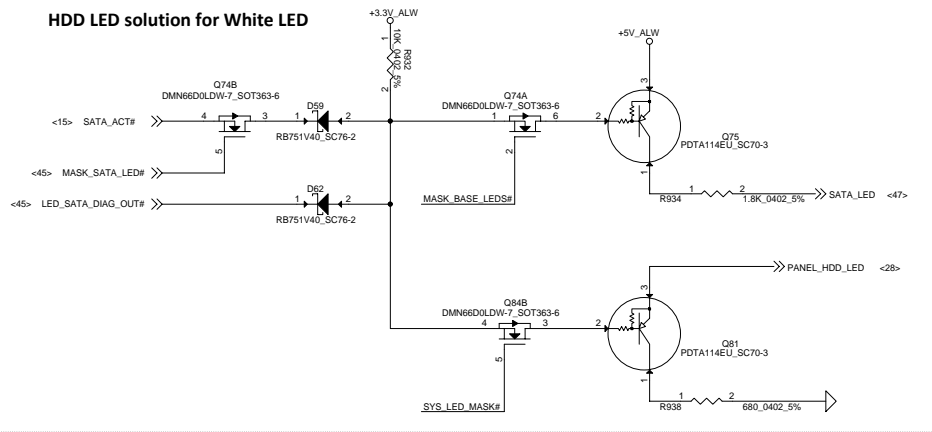 HDD LED solution for White LED
+3.3V_ALW
1
R932
10K_0402_5%
2
+5V_ALW
3
Q74B
DMN66D0LDW-7_SOT363-6
<15> SATA_ACT#
4
3
5
D59
1
2
RB751V40_SC76-2
Q74A
DMN66D0LDW-7_SOT363-6
1
6
2
2
Q75
PDTA114EU_SC70-3
1
<45> MASK_SATA_LED#
<45> LED_SATA_DIAG_OUT#
D62
1
2
RB751V40_SC76-2
MASK_BASE_LEDS#
R934
1
2
1.8K_0402_5%
SATA_LED <47>
PANEL_HDD_LED <28>
3
Q84B
DMN66D0LDW-7_SOT363-6
4
3
5
2
Q81
PDTA114EU_SC70-3
1
SYS_LED_MASK#
R938
1
2
680_0402_5%